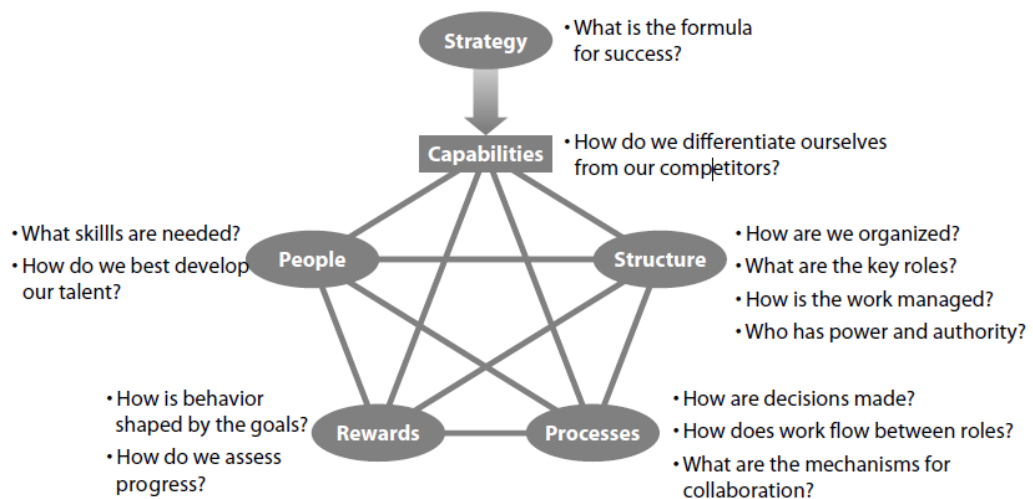 Strategy
• What is the formula
for success?
Capabilities
• How do we differentiate ourselves
from our competitors?
• What skillls are needed?
• How do we best develop
our talent?
People
Structure
• How are we organized?
• What are the key roles?
• How is the work managed?
• Who has power and authority?
• How is behavior
shaped by the goals?
• How do we assess
progress?
Rewards
Processes
• How are decisions made?
• How does work flow between roles?
• What are the mechanisms for
collaboration?